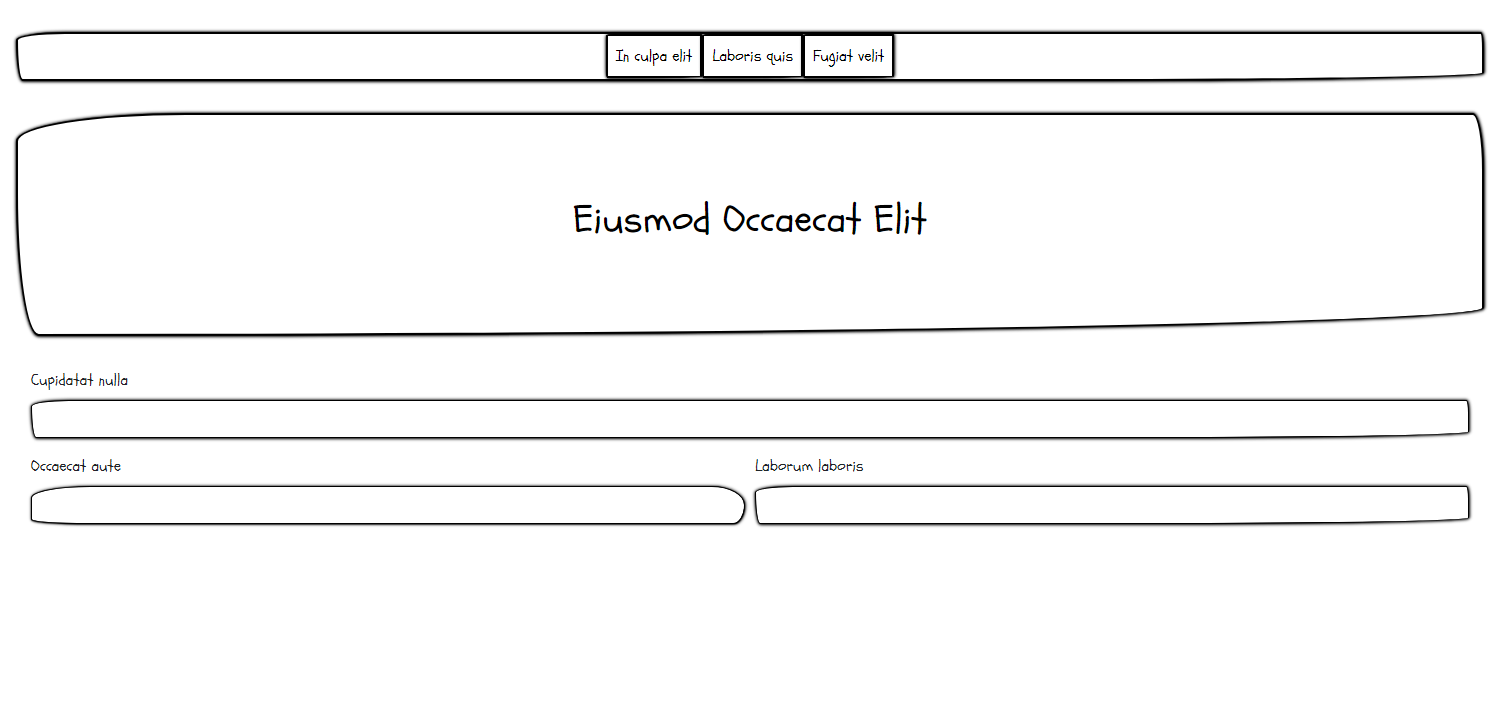 In culpa elit Laboris quis Fugiat velit
Eiusmod Occaecat Elit
Cupidatat nulla
Occaecat aute Laborum laboris